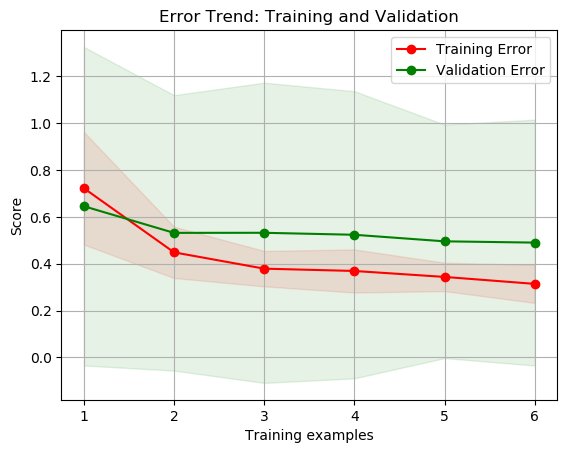 Error Trend: Training and Validation
Training Error
Validation Error
Score
1.2
1.0
0.8
0.6
0.4
0.2
0.0
1 2 3 4 5 6
Training examples